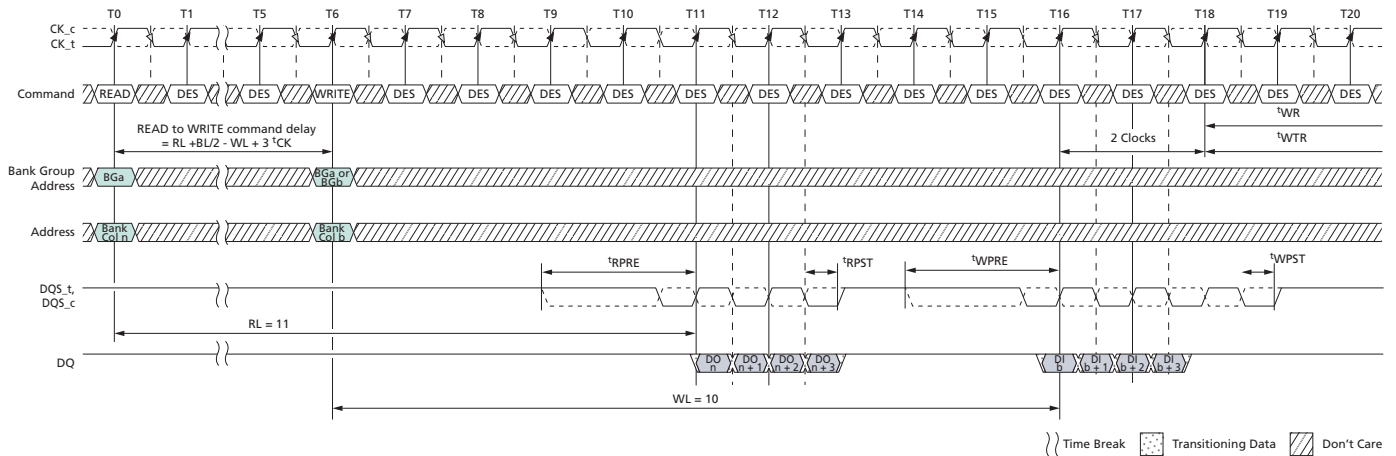 T0 T1 T5 T6 T7 T8 T9 T10 T11 T12 T13 T14 T15 T16 T17 T18 T19 T20
CK_c
CK_t
Command READ DES DES WRITE DES DES DES DES DES DES DES DES DES DES DES DES DES DES
READ to WRITE command delay
= RL +BL/2 - WL + 3 tCK
tWR
2 Clocks
tWTR
Bank Group
Address
BGa
BGa or
BGb
Address
Bank
Col n
Bank
Col b
tRPRE tRPST tWPRE tWPST
DQS_t,
DQS_c
RL = 11
DQ
DO
n
DO
n + 1
DO
n + 2
DO
n + 3
DI
b
DI
b + 1
DI
b + 2
DI
b + 3
WL = 10
Time Break Transitioning Data Don't Care